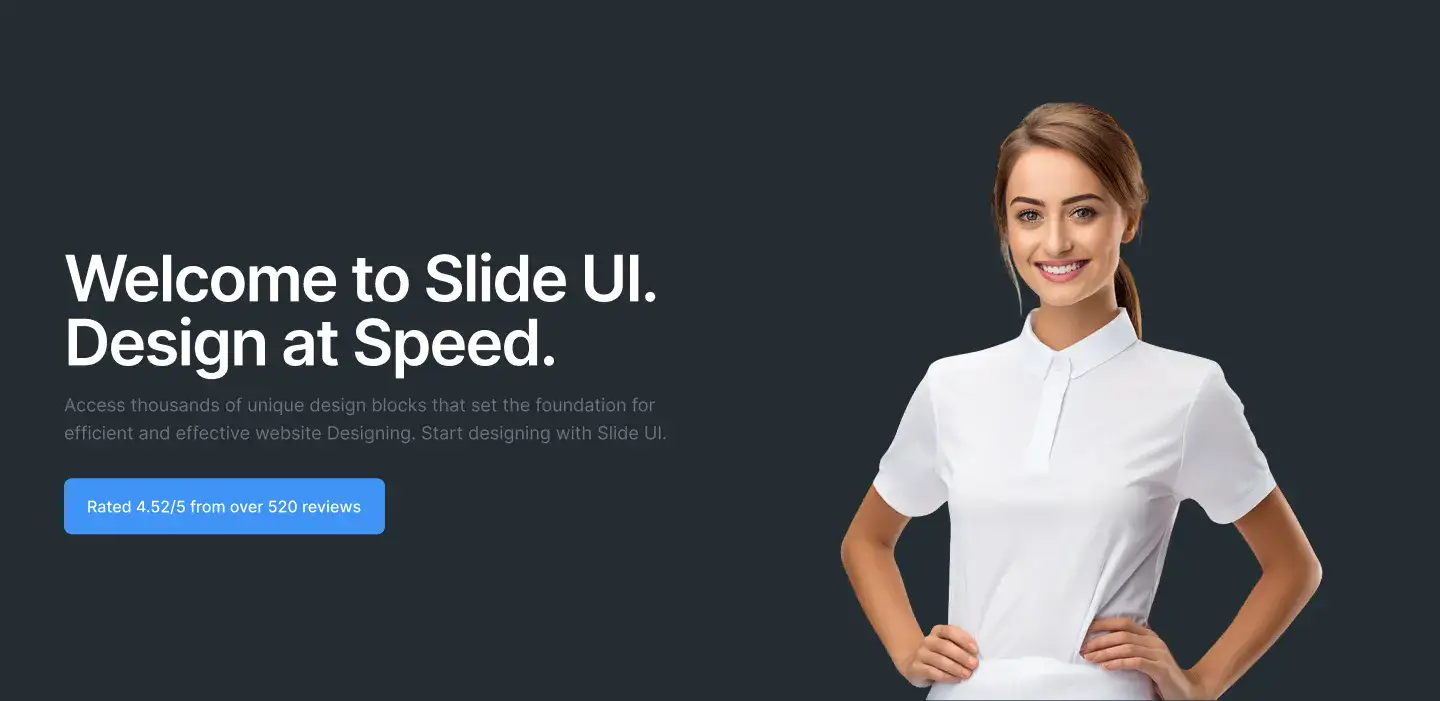 Welcome to Slide UI.
Design at Speed.
Access thousands of unique design blocks that set the foundation for
efficient and effective website Designing. Start designing with Slide UI.
Rated 4.52/5 from over 520 reviews